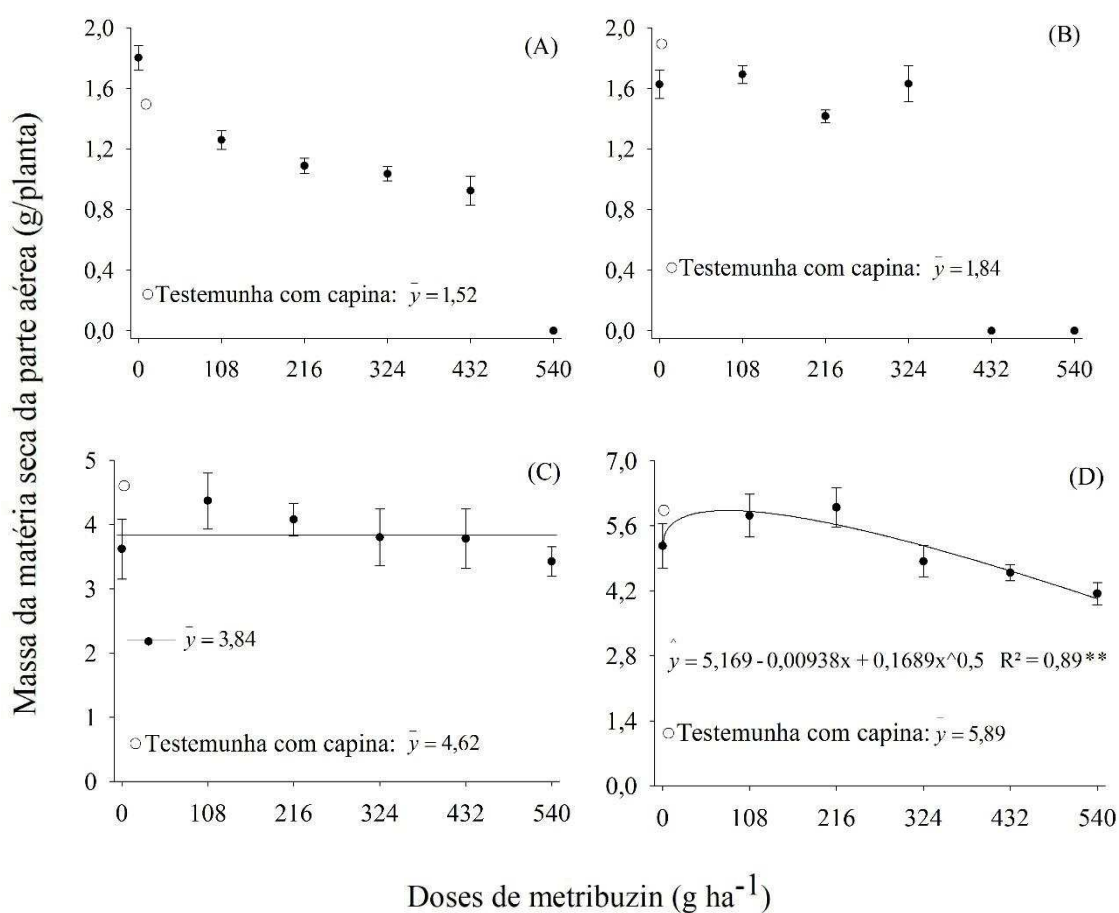 Massa da matéria seca da parte aérea (g/planta)
2,0
1,6
1,2
0,8
0,4
0,0
(A)
Testemunha com capina: ȳ = 1,52
0 108 216 324 432 540
2,0
1,6
1,2
0,8
0,4
0,0
(B)
Testemunha com capina: ȳ = 1,84
0 108 216 324 432 540
5
4
3
2
1
0
(C)
ȳ = 3,84
Testemunha com capina: ȳ = 4,62
0 108 216 324 432 540
7,0
5,6
4,2
2,8
1,4
0,0
(D)
ŷ = 5,169 - 0,00938x + 0,1689x^0,5 R² = 0,89**
Testemunha com capina: ȳ = 5,89
0 108 216 324 432 540
Doses de metribuzin (g ha⁻¹)